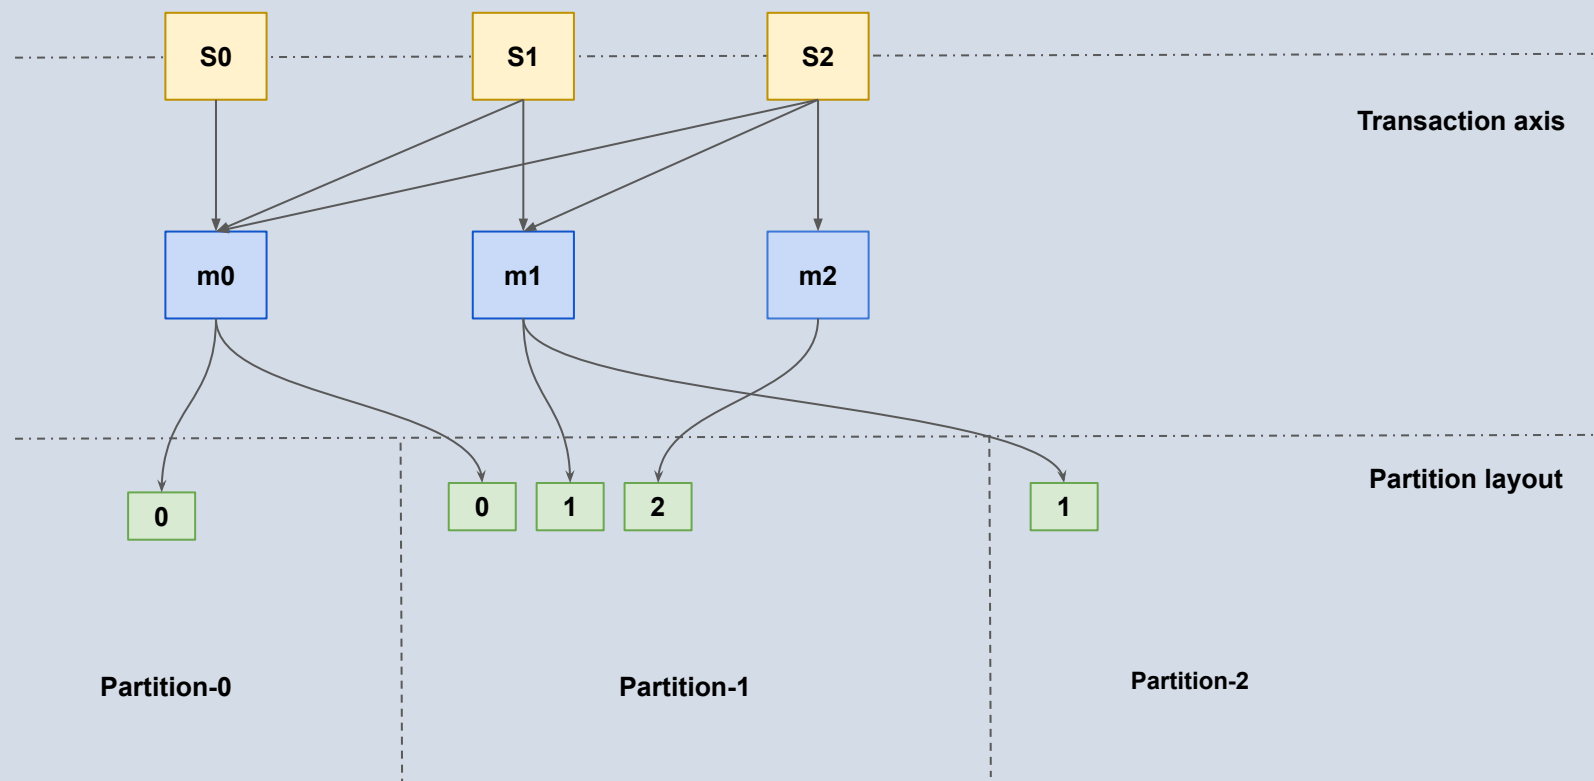 S0
S1
S2
Transaction axis
m0
m1
m2
Partition layout
0
0
1
2
1
Partition-0
Partition-1
Partition-2